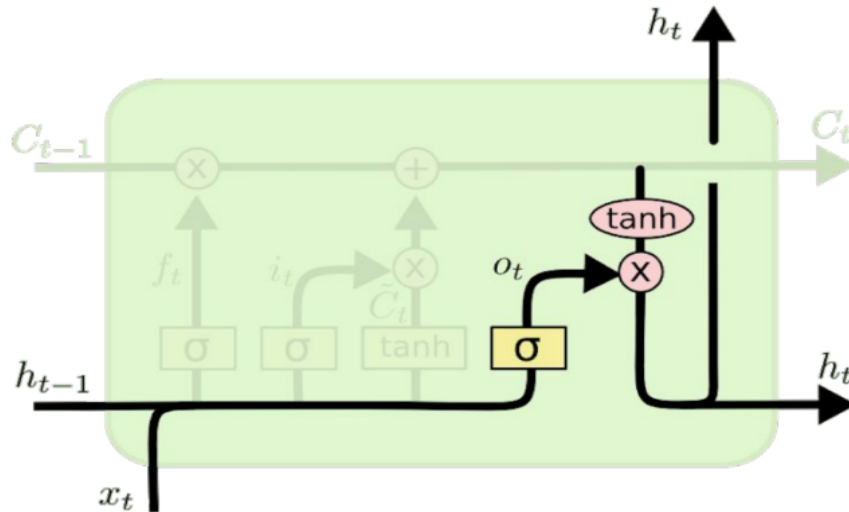 h_t
C_{t-1}
C_t
x
+
tanh
f_t
i_t
x
o_t
x
C̃_t
σ
σ
tanh
σ
h_{t-1}
h_t
x_t